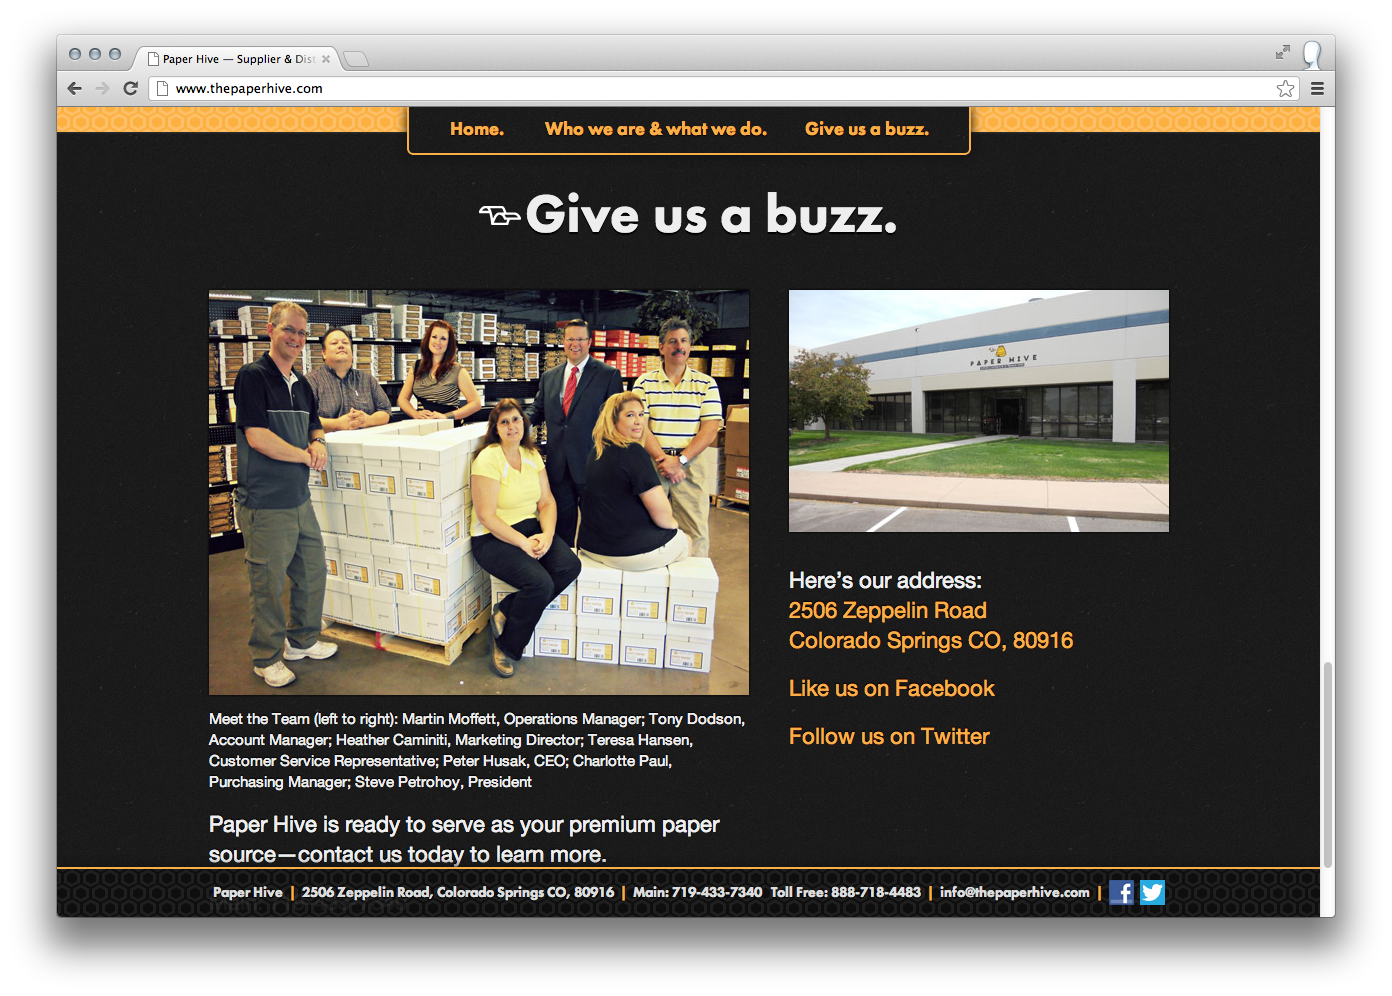 Paper Hive — Supplier & Dist
www.thepaperhive.com
Home. Who we are & what we do. Give us a buzz.
Give us a buzz.
PAPER HIVE
Here's our address:
2506 Zeppelin Road
Colorado Springs CO, 80916
Like us on Facebook
Follow us on Twitter
Meet the Team (left to right): Martin Moffett, Operations Manager; Tony Dodson,
Account Manager; Heather Caminiti, Marketing Director; Teresa Hansen,
Customer Service Representative; Peter Husak, CEO; Charlotte Paul,
Purchasing Manager; Steve Petrohoy, President
Paper Hive is ready to serve as your premium paper
source—contact us today to learn more.
Paper Hive | 2506 Zeppelin Road, Colorado Springs CO, 80916 | Main: 719-433-7340 Toll Free: 888-718-4483 | info@thepaperhive.com |